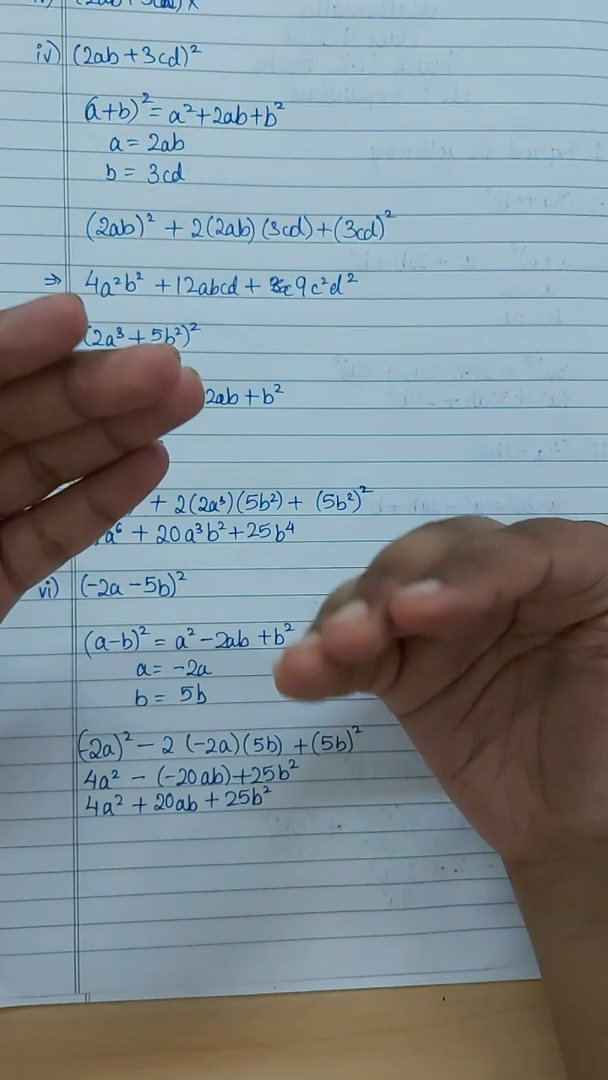 iv) (2ab + 3cd)²
(a+b)² = a² + 2ab + b²
a = 2ab
b = 3cd
(2ab)² + 2(2ab)(3cd) + (3cd)²
⇒ 4a²b² + 12abcd + 9c²d²
(2a³ + 5b²)²
2ab + b²
+ 2(2a³)(5b²) + (5b²)²
a⁶ + 20a³b² + 25b⁴
vi) (-2a - 5b)²
(a-b)² = a² - 2ab + b²
a = -2a
b = 5b
(-2a)² - 2 (-2a)(5b) + (5b)²
4a² - (-20ab) + 25b²
4a² + 20ab + 25b²